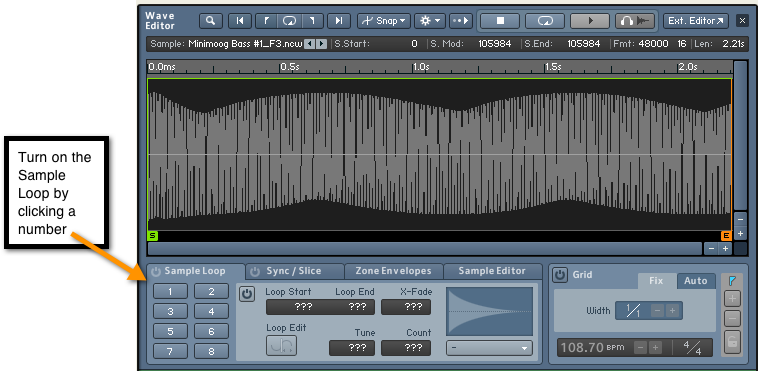 Wave Editor
Snap
Ext. Editor
Sample: Minimoog Bass #1_F3.ncw S.Start: 0 S. Mod: 105984 S.End: 105984 Fmt: 48000 16 Len: 2.21s
0.0ms 0.5s 1.0s 1.5s 2.0s
Turn on the
Sample
Loop by
clicking a
number
S E
Sample Loop Sync / Slice Zone Envelopes Sample Editor
Grid
Fix Auto
1 2
Loop Start Loop End X-Fade
??? ??? ???
3 4
Width 1/1
Loop Edit Tune Count
5 6
??? ???
7 8
-
108.70 BPM 4/4